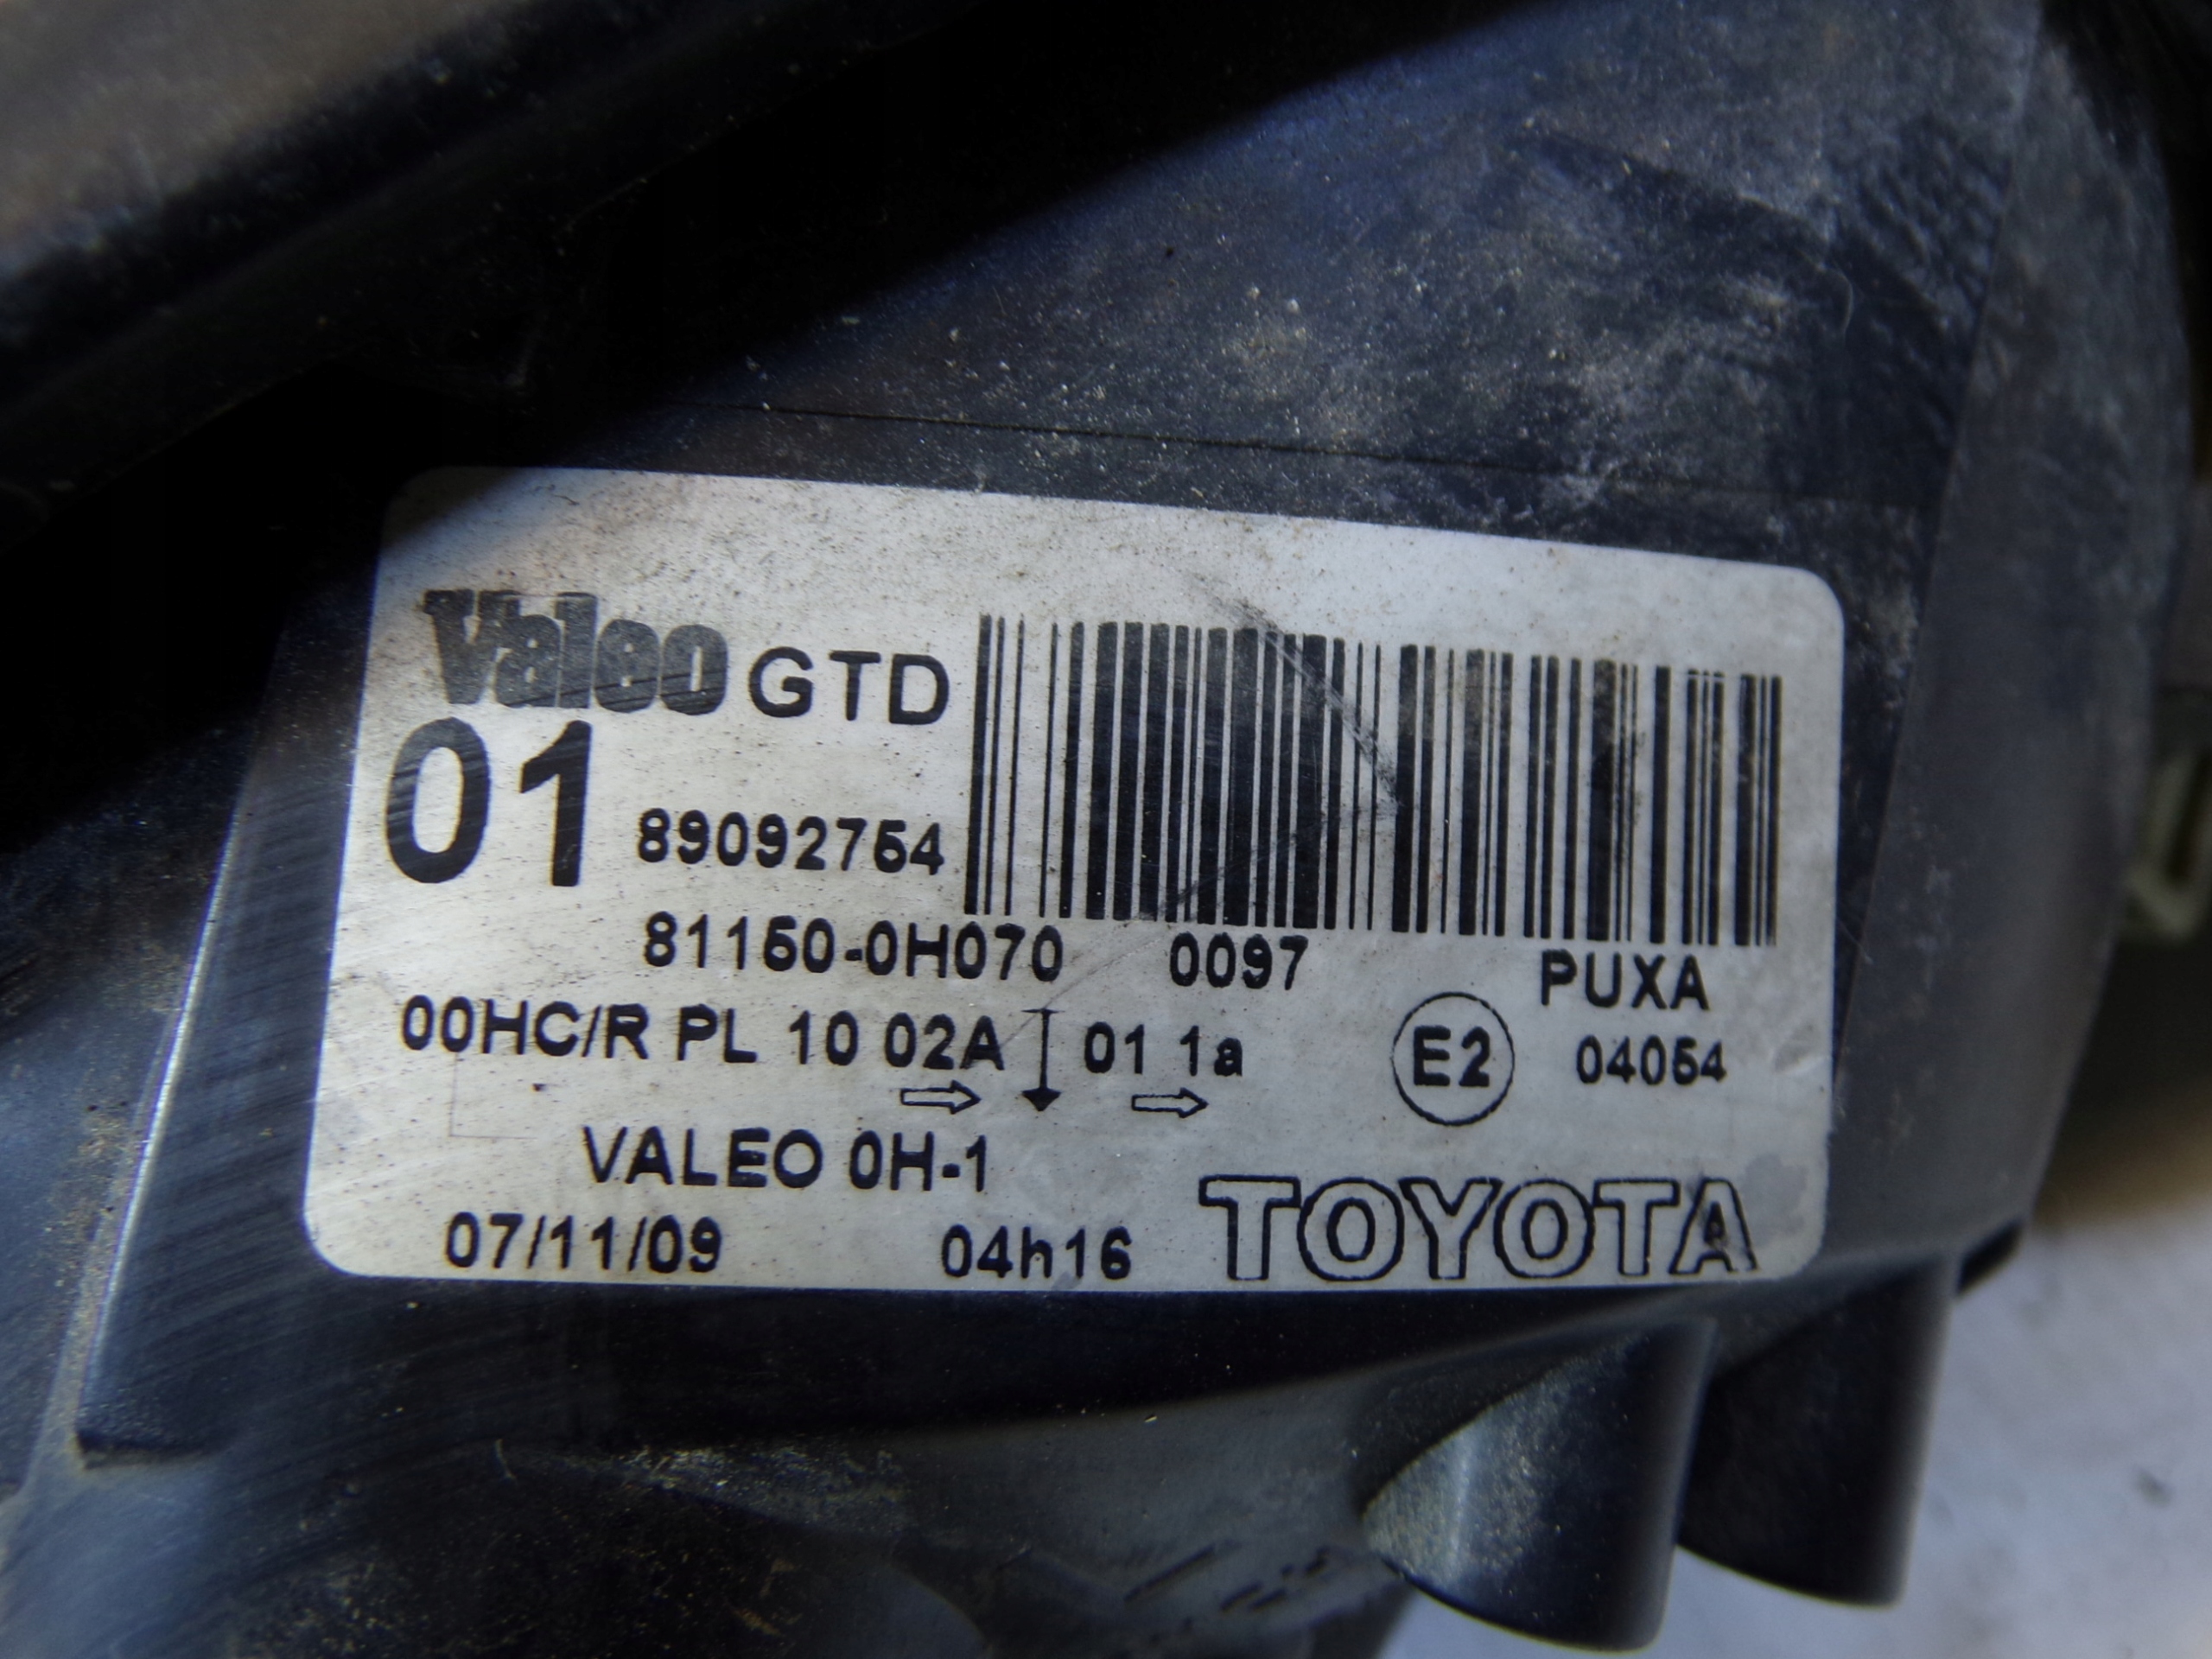 Valeo GTD
01 89092754
81150-0H070 0097 PUXA
00HC/R PL 10 02A 01 1a E2 04054
VALEO 0H-1
07/11/09 04h16 TOYOTA